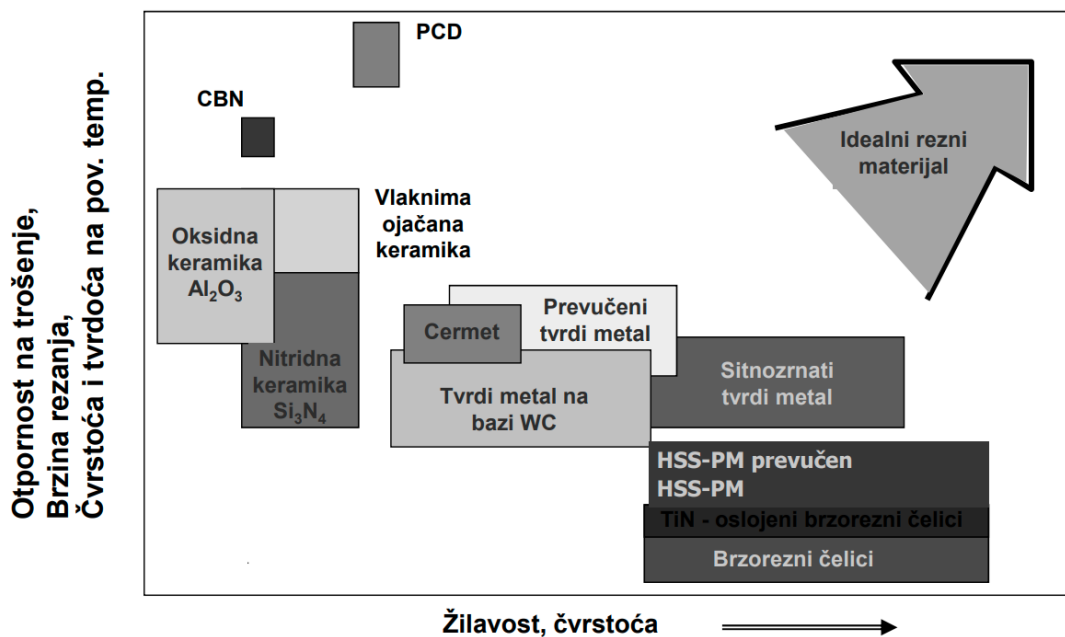 Otpornost na trošenje,
Brzina rezanja,
Čvrstoća i tvrdoća na pov. temp.
PCD
CBN
Idealni rezni
materijal
Vlaknima
ojačana
keramika
Oksidna
keramika
Al₂O₃
Nitridna
keramika
Si₃N₄
Cermet
Prevučeni
tvrdi metal
Tvrdi metal na
bazi WC
Sitnozrnati
tvrdi metal
HSS-PM prevučen
HSS-PM
TiN - oslojeni brzorezni čelici
Brzorezni čelici
Žilavost, čvrstoća